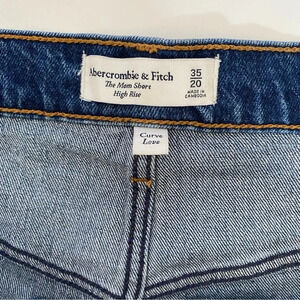 Abercrombie & Fitch
The Mom Short
High Rise
35
20
MADE IN
CAMBODIA
Curve
Love